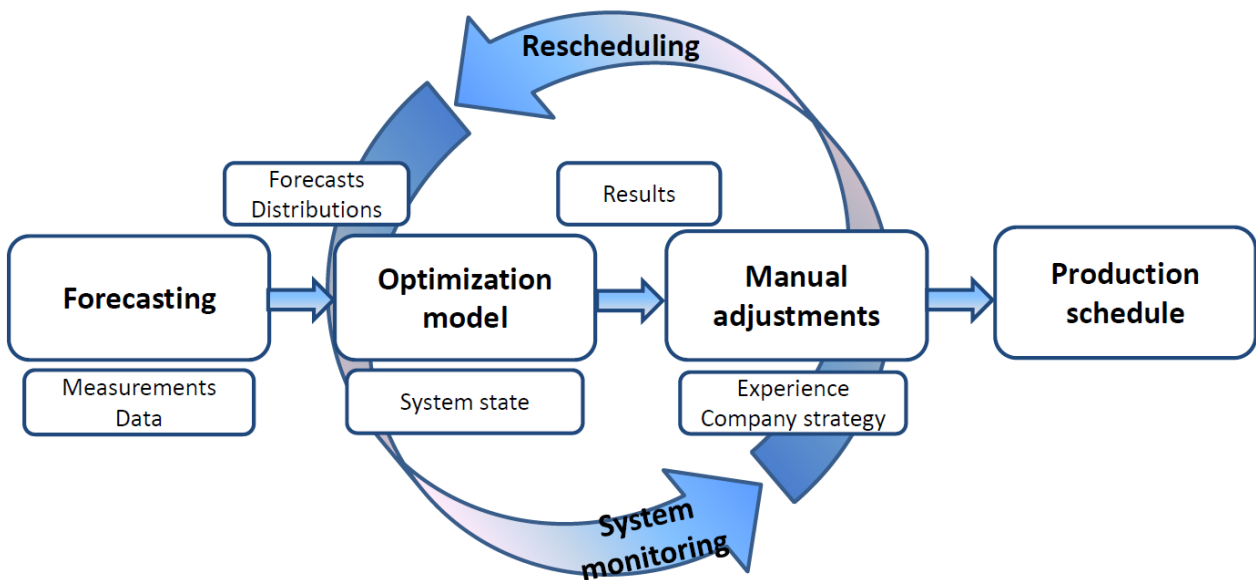 Rescheduling
Forecasts
Distributions
Results
Forecasting
Optimization
model
Manual
adjustments
Production
schedule
Measurements
Data
System state
Experience
Company strategy
System
monitoring